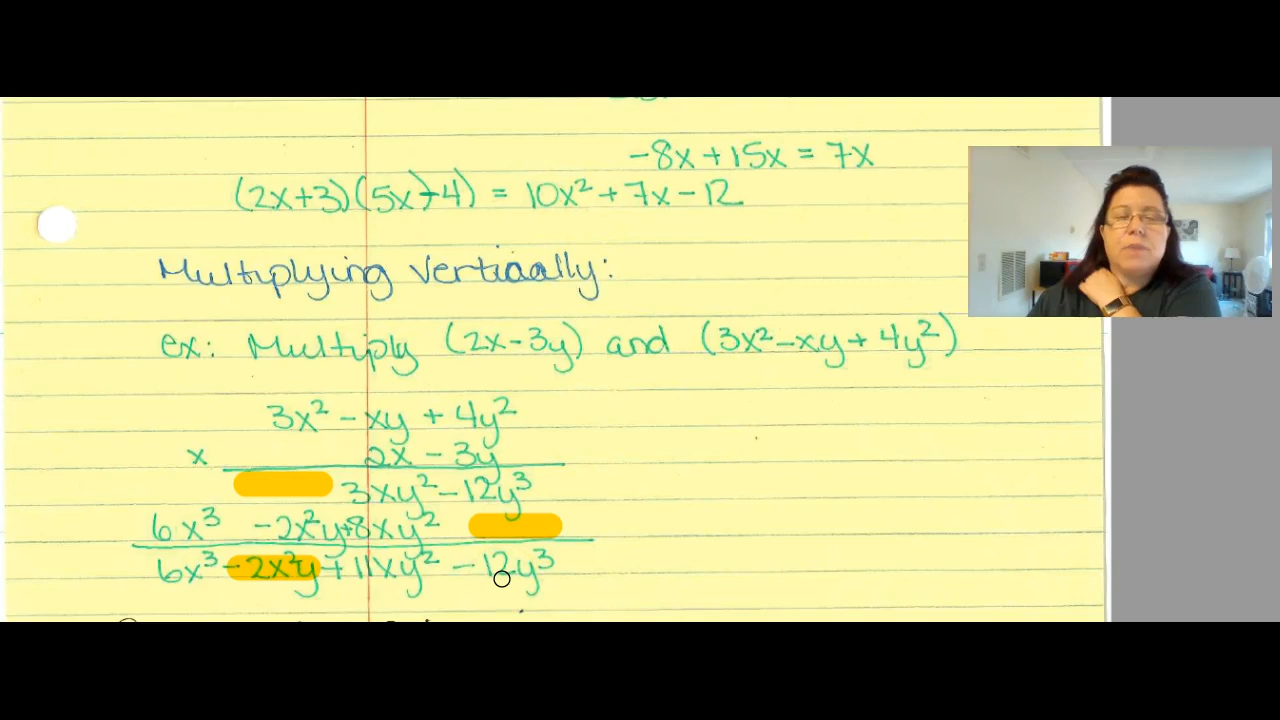 -8x+15x = 7x
(2x+3)(5x-4) = 10x² + 7x - 12
Multiplying Vertically:
ex: Multiply (2x-3y) and (3x²-xy+4y²)
3x² - xy + 4y²
x 2x - 3y
3xy² - 12y³
6x³ -2x²y+8xy²
6x³ - 2x²y + 11xy² - 12y³